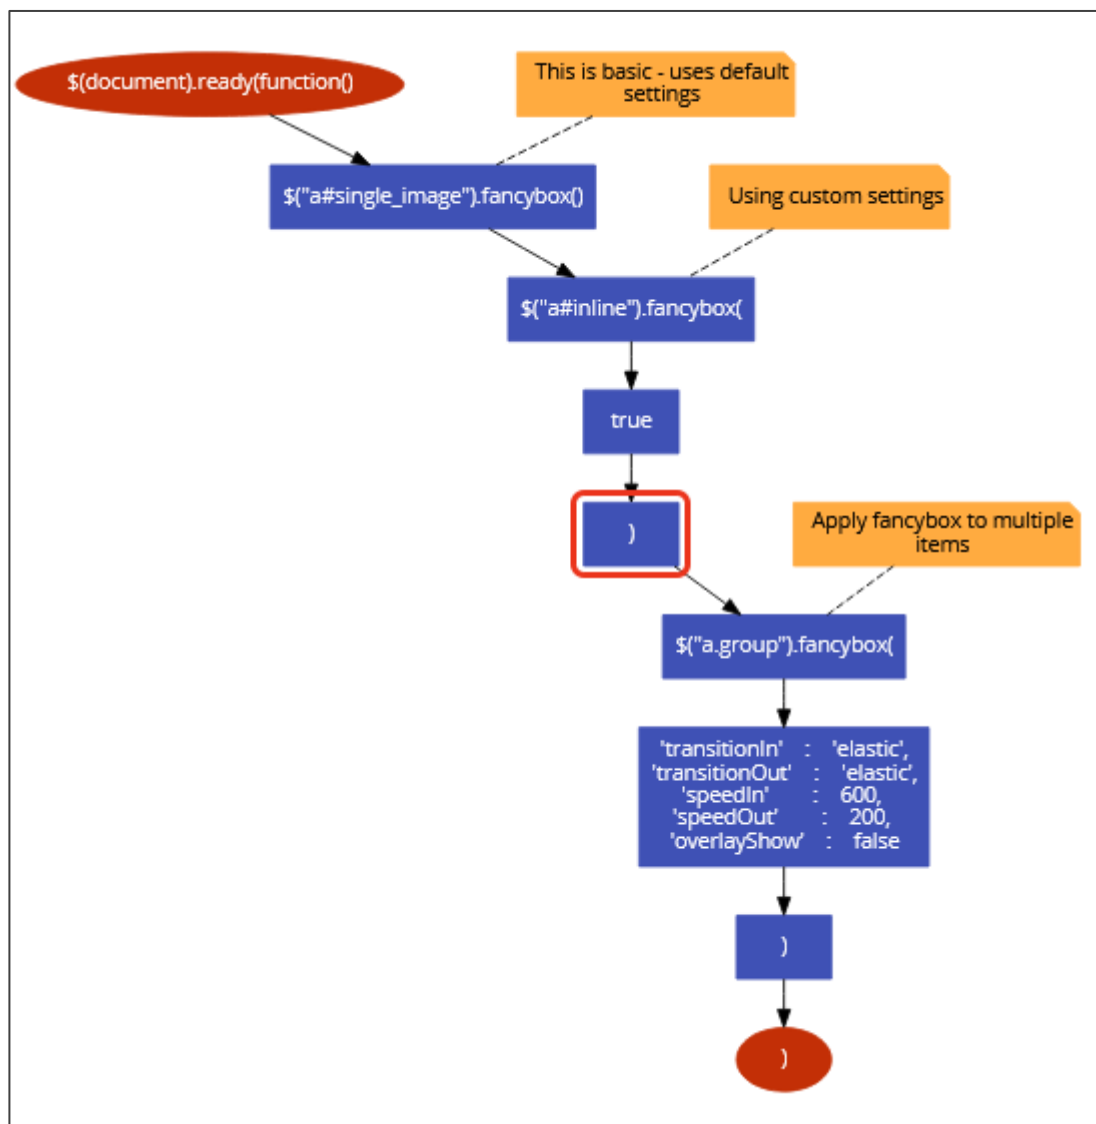 $(document).ready(function()
This is basic - uses default
settings
$("a#single_image").fancybox()
Using custom settings
$("a#inline").fancybox(
true
)
Apply fancybox to multiple
items
$("a.group").fancybox(
'transitionIn' : 'elastic',
'transitionOut' : 'elastic',
'speedIn' : 600,
'speedOut' : 200,
'overlayShow' : false
)
)